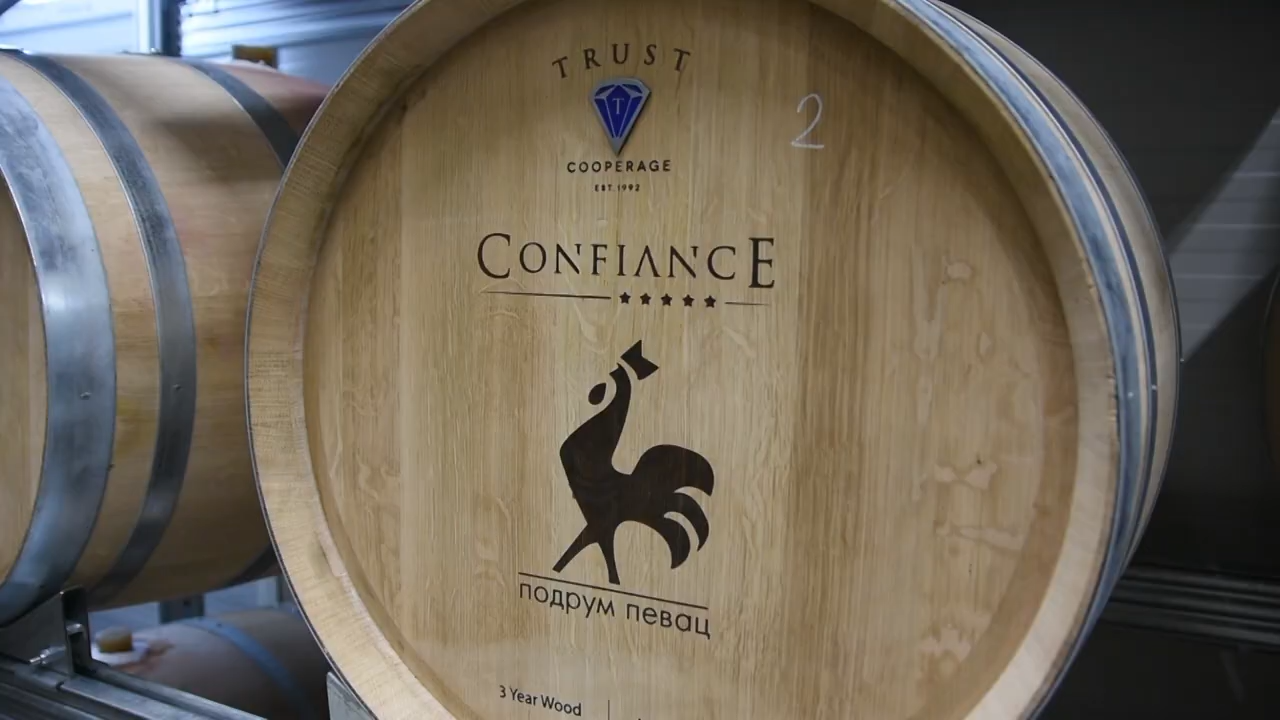 TRUST
T
2
COOPERAGE
EST. 1992
CONFIANCE
подрум певац
3 Year Wood